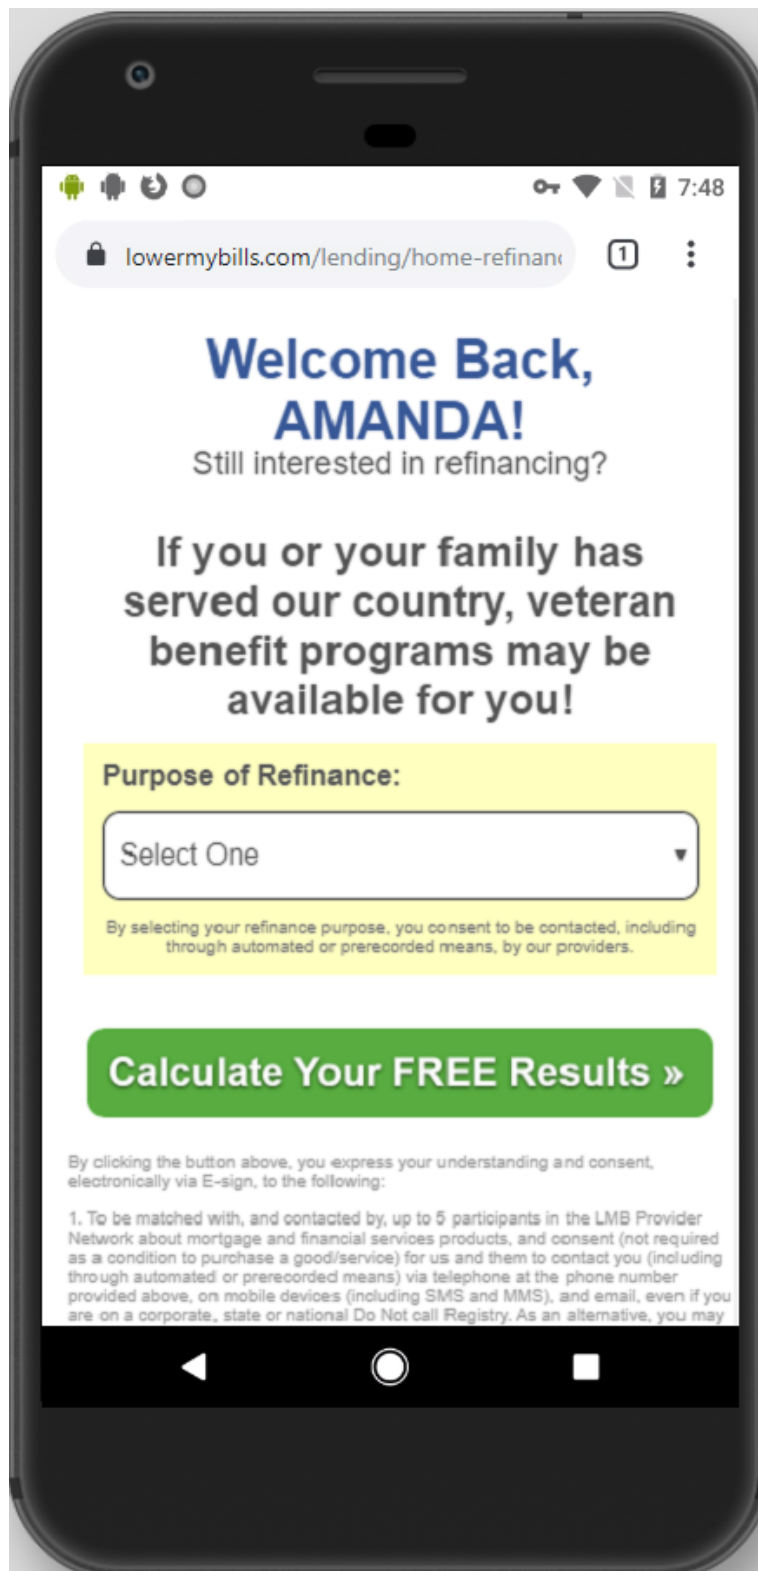 7:48
lowermybills.com/lending/home-refinan
1
Welcome Back,
AMANDA!
Still interested in refinancing?
If you or your family has
served our country, veteran
benefit programs may be
available for you!
Purpose of Refinance:
Select One
By selecting your refinance purpose, you consent to be contacted, including
through automated or prerecorded means, by our providers.
Calculate Your FREE Results »
By clicking the button above, you express your understanding and consent,
electronically via E-sign, to the following:
1. To be matched with, and contacted by, up to 5 participants in the LMB Provider
Network about mortgage and financial services products, and consent (not required
as a condition to purchase a good/service) for us and them to contact you (including
through automated or prerecorded means) via telephone at the phone number
provided above, on mobile devices (including SMS and MMS), and email, even if you
are on a corporate, state or national Do Not call Registry. As an alternative, you may